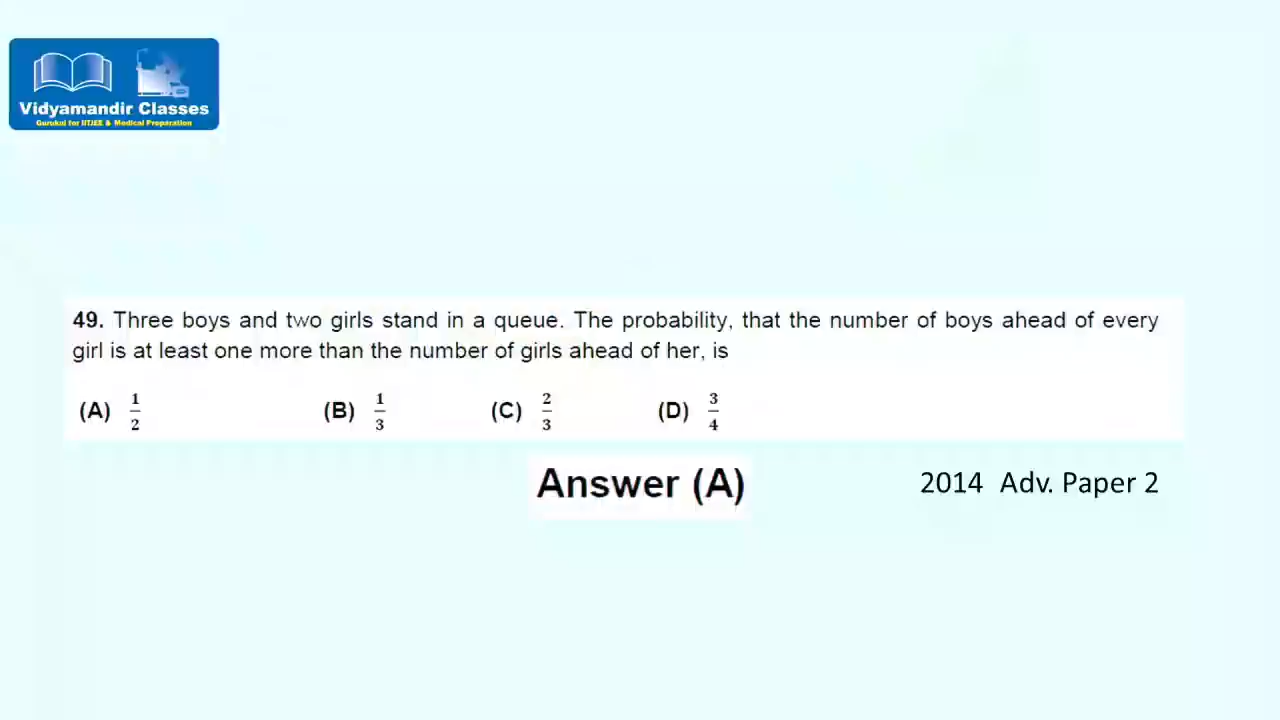 Vidyamandir Classes
Gurukul for IITJEE & Medical Preparation
49. Three boys and two girls stand in a queue. The probability, that the number of boys ahead of every
girl is at least one more than the number of girls ahead of her, is
(A) 1/2 (B) 1/3 (C) 2/3 (D) 3/4
Answer (A)
2014 Adv. Paper 2